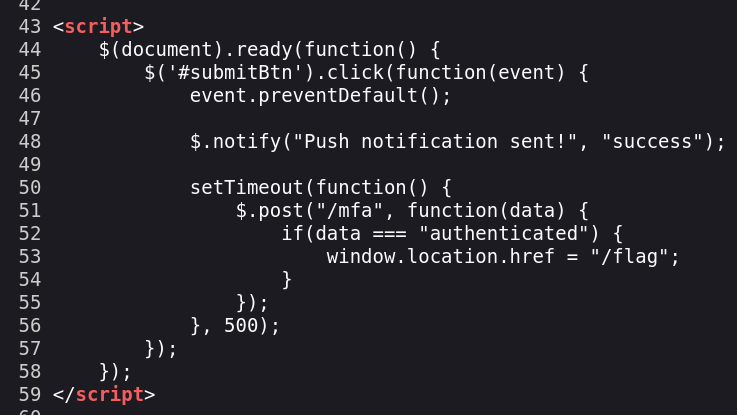 42
43 <script>
44     $(document).ready(function() {
45         $('#submitBtn').click(function(event) {
46             event.preventDefault();
47
48             $.notify("Push notification sent!", "success");
49
50             setTimeout(function() {
51                 $.post("/mfa", function(data) {
52                     if(data === "authenticated") {
53                         window.location.href = "/flag";
54                     }
55                 });
56             }, 500);
57         });
58     });
59 </script>
60